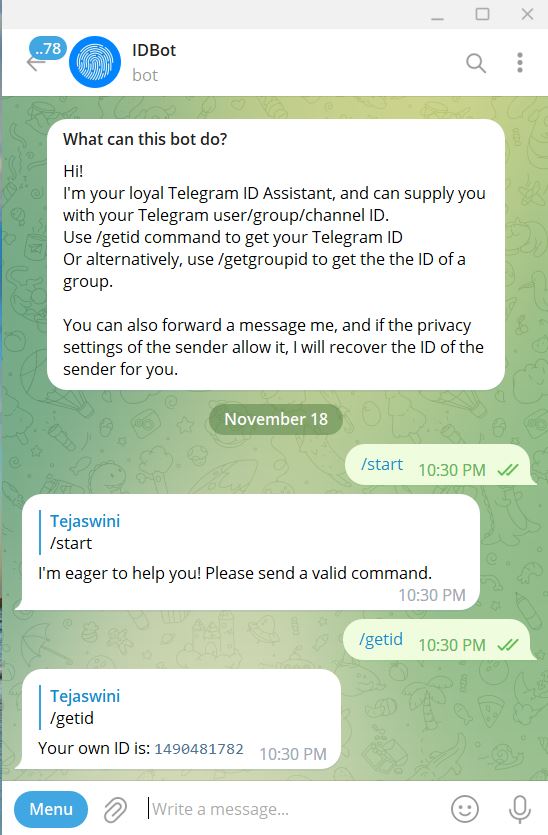 ..78
IDBot
bot
What can this bot do?
Hi!
I'm your loyal Telegram ID Assistant, and can supply you
with your Telegram user/group/channel ID.
Use /getid command to get your Telegram ID
Or alternatively, use /getgroupid to get the the ID of a
group.
You can also forward a message me, and if the privacy
settings of the sender allow it, I will recover the ID of the
sender for you.
November 18
/start 10:30 PM
Tejaswini
/start
I'm eager to help you! Please send a valid command.
10:30 PM
/getid 10:30 PM
Tejaswini
/getid
Your own ID is: 1490481782 10:30 PM
Menu
Write a message...